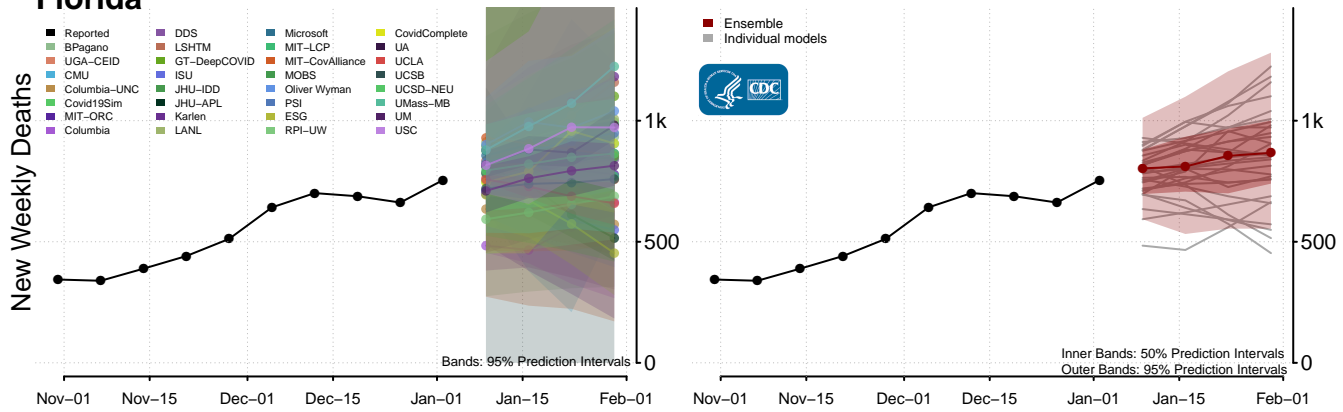 Florida
New Weekly Deaths
Reported
BPagano
UGA−CEID
CMU
Columbia−UNC
Covid19Sim
MIT−ORC
Columbia
DDS
LSHTM
GT−DeepCOVID
ISU
JHU−IDD
JHU−APL
Karlen
LANL
Microsoft
MIT−LCP
MIT−CovAlliance
MOBS
Oliver Wyman
PSI
ESG
RPI−UW
CovidComplete
UA
UCLA
UCSB
UCSD−NEU
UMass−MB
UM
USC
Bands: 95% Prediction Intervals
1k
500
0
Nov−01 Nov−15 Dec−01 Dec−15 Jan−01 Jan−15 Feb−01
Ensemble
Individual models
CDC
Inner Bands: 50% Prediction Intervals
Outer Bands: 95% Prediction Intervals
1k
500
0
Nov−01 Nov−15 Dec−01 Dec−15 Jan−01 Jan−15 Feb−01